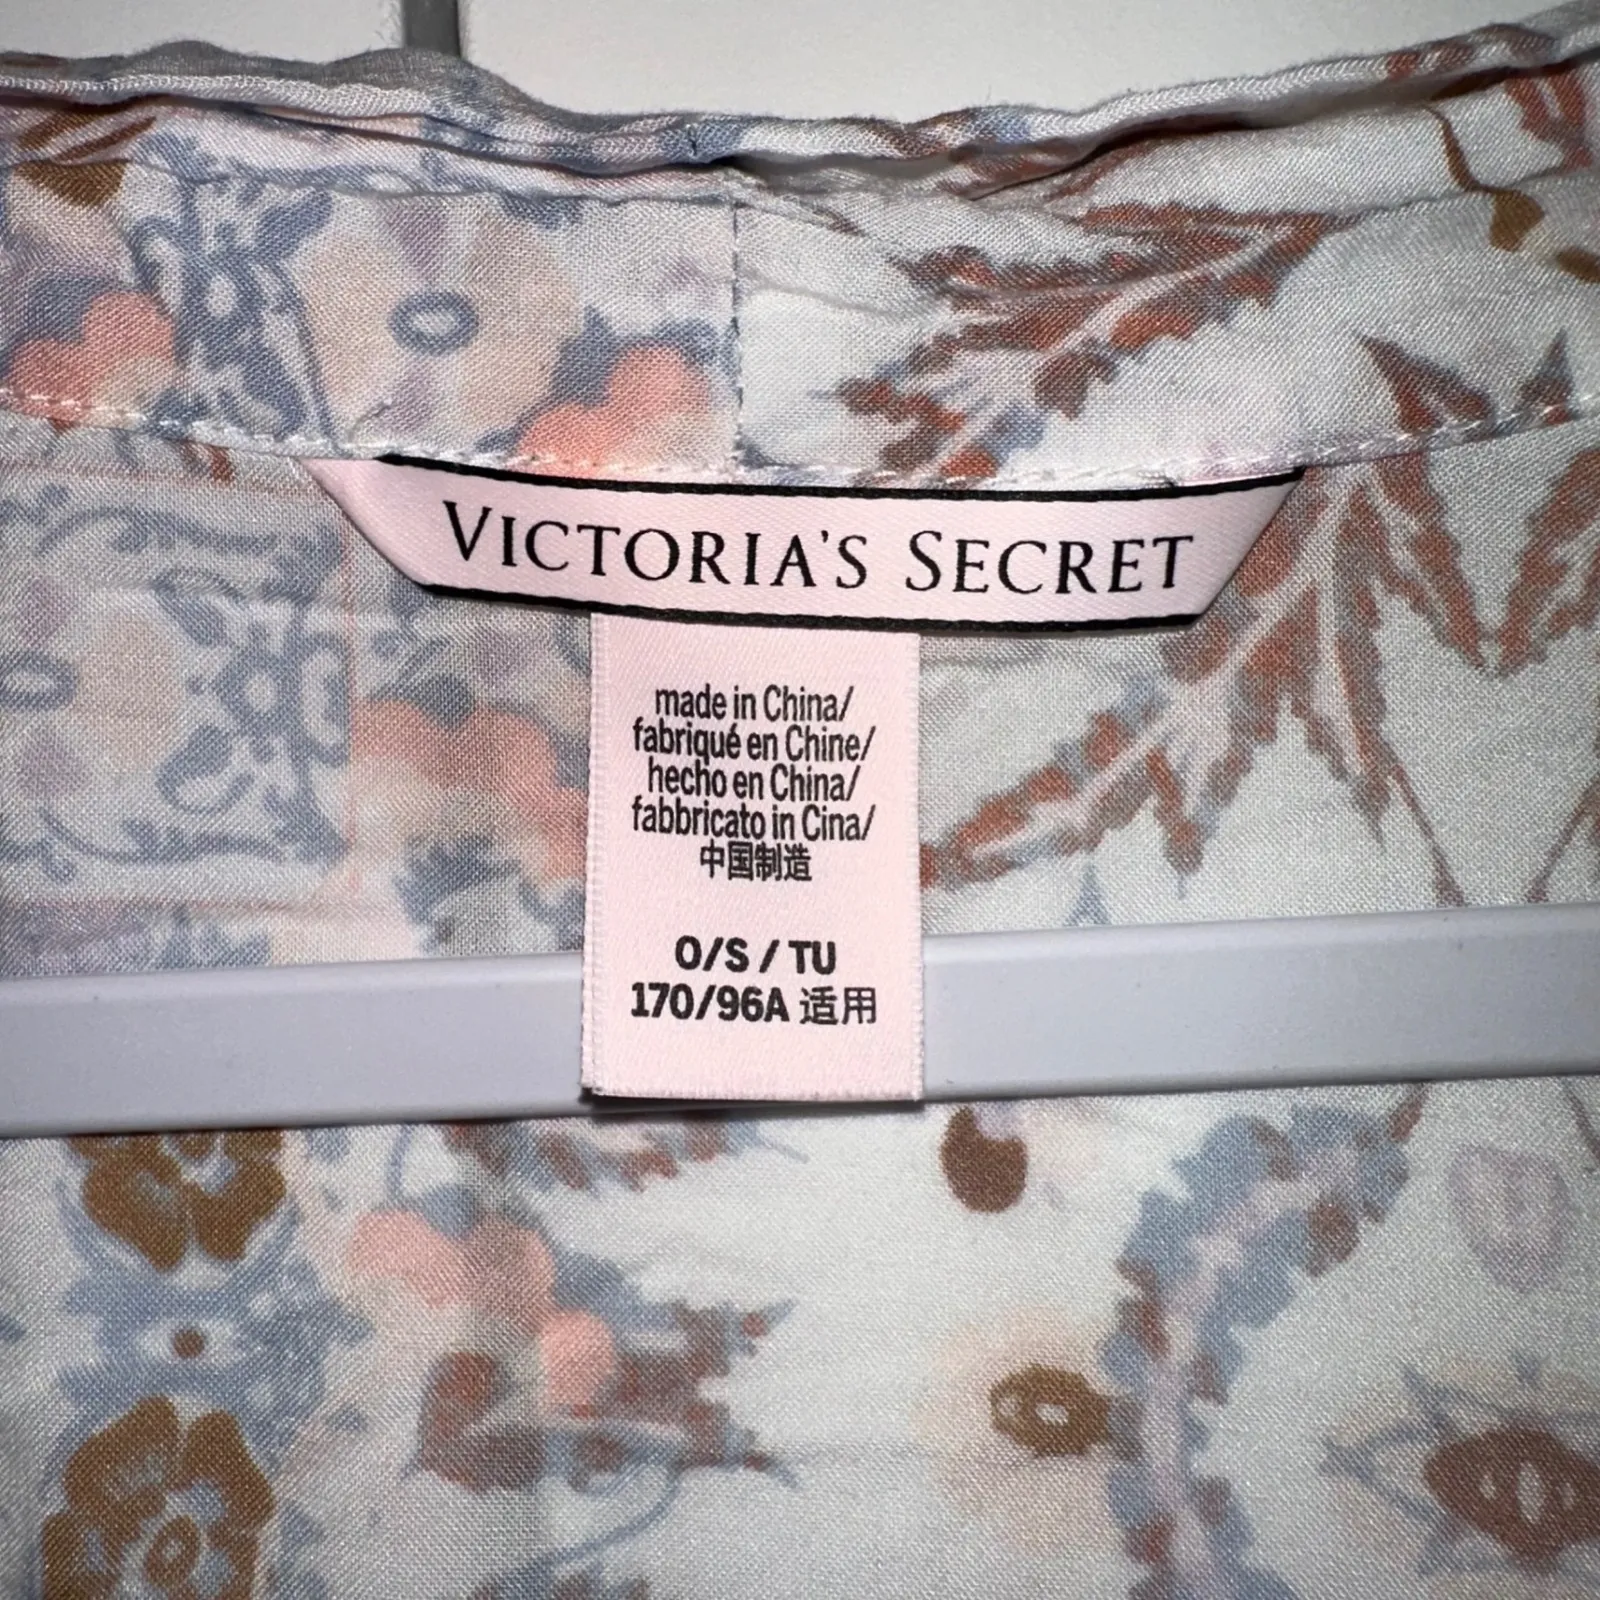 VICTORIA'S SECRET
made in China/
fabriqué en Chine/
hecho en China/
fabbricato in Cina/
中国制造
O/S / TU
170/96A 适用